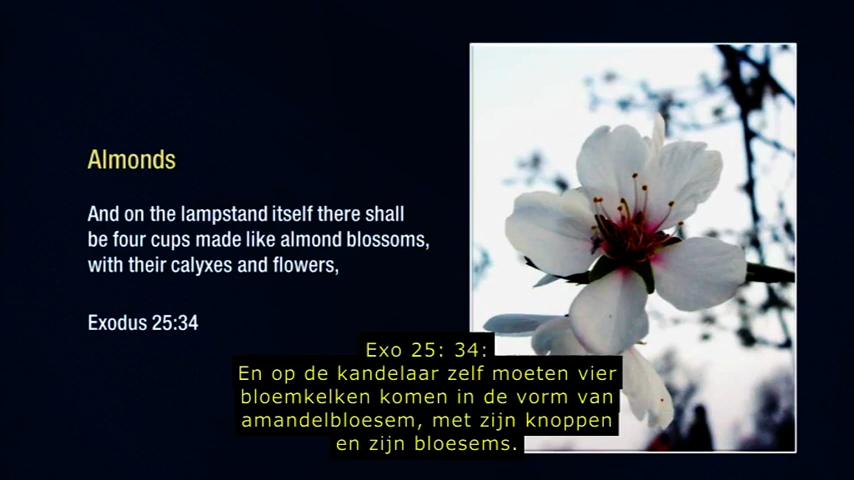 Almonds
And on the lampstand itself there shall
be four cups made like almond blossoms,
with their calyxes and flowers,
Exodus 25:34
Exo 25: 34:
En op de kandelaar zelf moeten vier
bloemkelken komen in de vorm van
amandelbloesem, met zijn knoppen
en zijn bloesems.